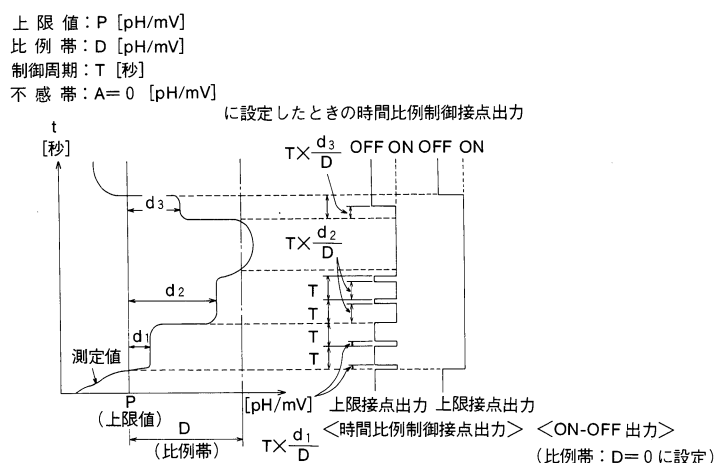 上限値：P [pH/mV]
比例帯：D [pH/mV]
制御周期：T [秒]
不感帯：A＝0 [pH/mV]
に設定したときの時間比例制御接点出力
t
[秒]
T×d3/D
OFF ON OFF ON
d3
T×d2/D
d2
T
T
d1
T
T
測定値
P
(上限値)
[pH/mV]
上限接点出力 上限接点出力
D
(比例帯)
T×d1/D
＜時間比例制御接点出力＞ ＜ON-OFF出力＞
(比例帯：D＝0に設定)